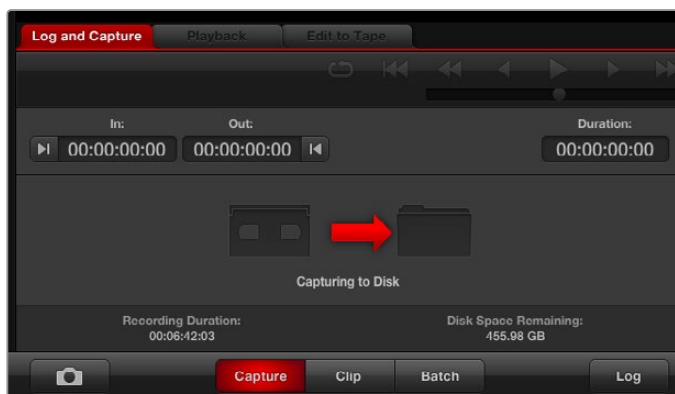 Log and Capture Playback Edit to Tape
In: Out: Duration:
00:00:00:00 00:00:00:00 00:00:00:00
Capturing to Disk
Recording Duration: Disk Space Remaining:
00:06:42:03 455.98 GB
Capture Clip Batch Log